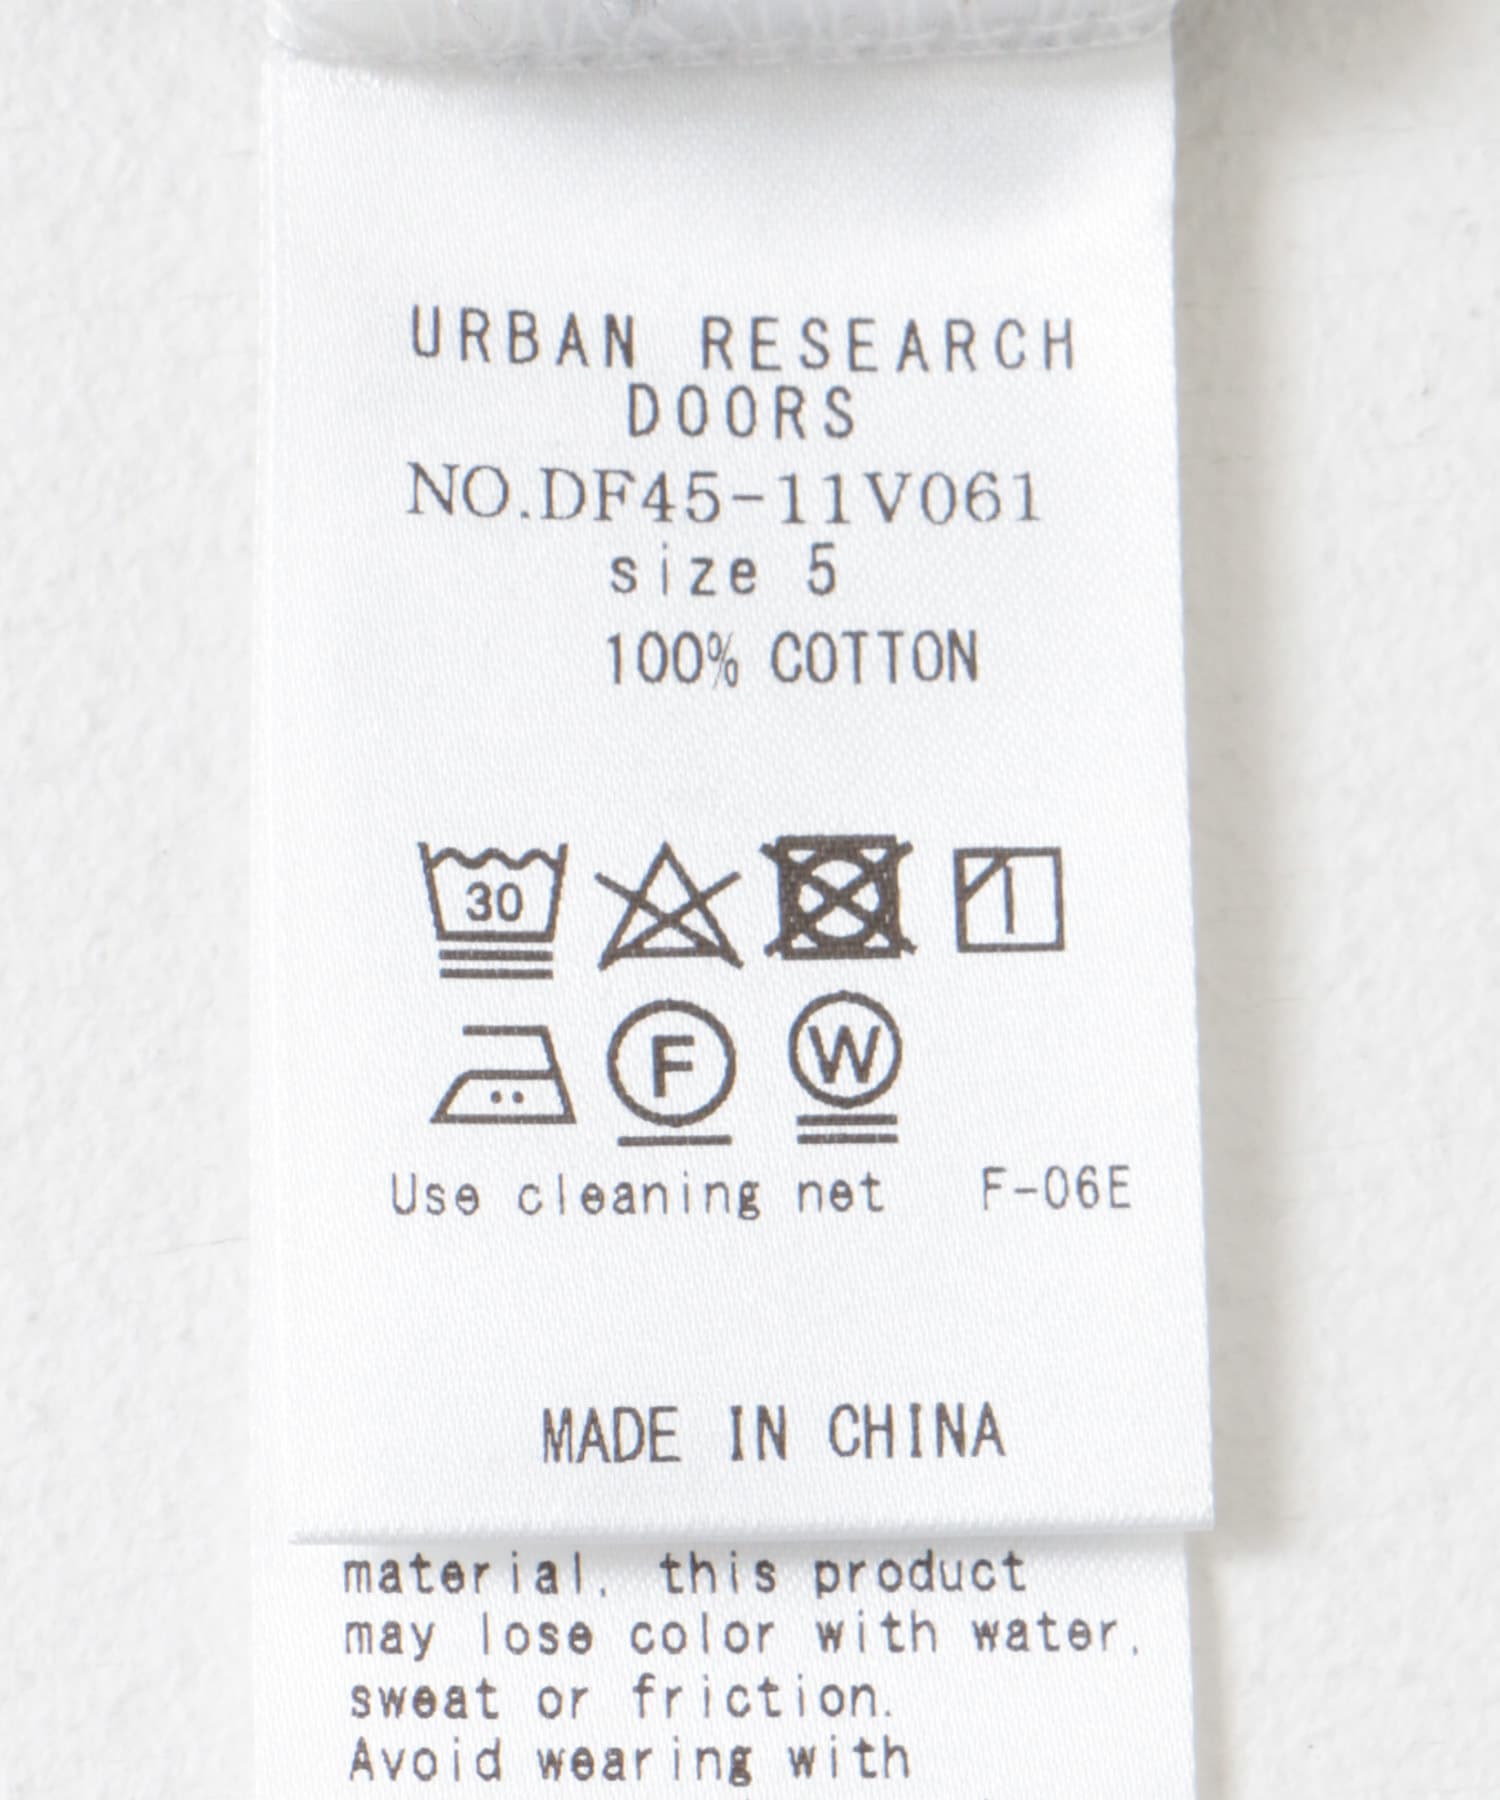 URBAN RESEARCH
DOORS
NO.DF45-11V061
size 5
100% COTTON
30
F
W
Use cleaning net F-06E
MADE IN CHINA
material, this product
may lose color with water,
sweat or friction.
Avoid wearing with